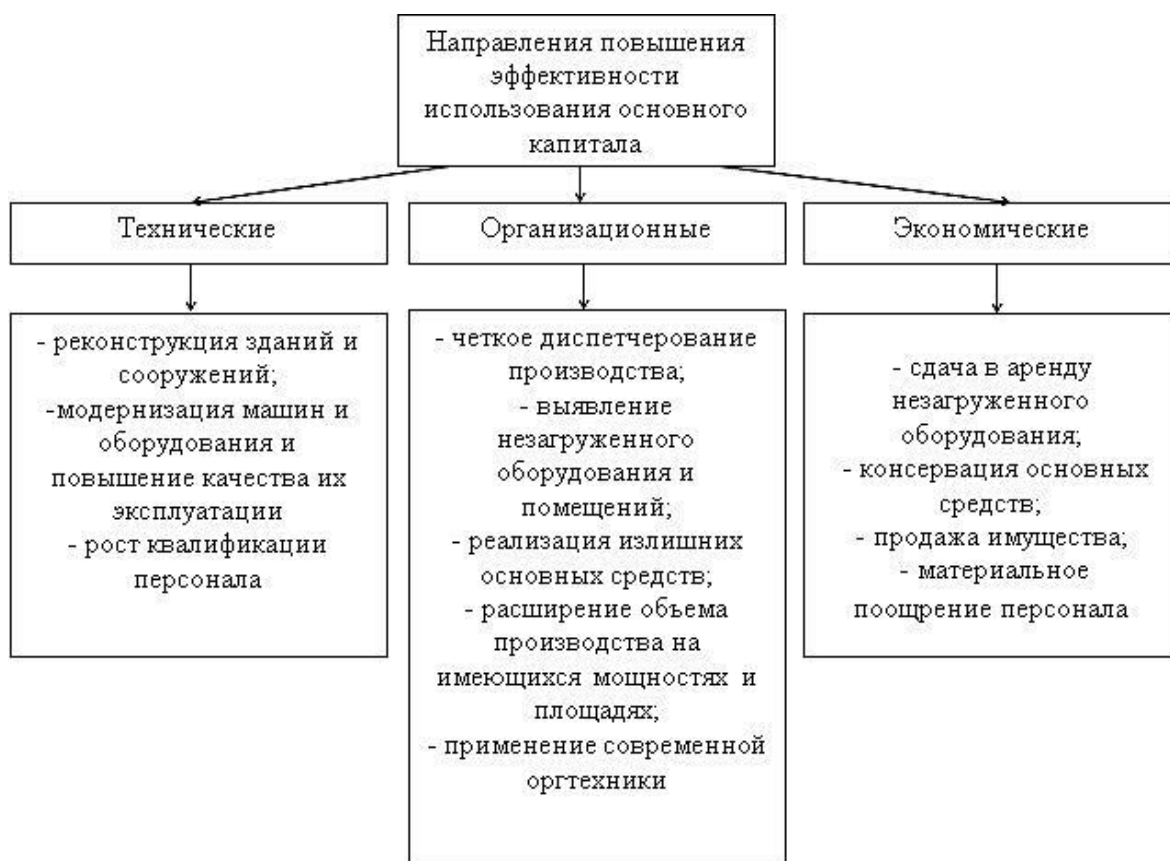 Направления повышения
эффективности
использования основного
капитала
Технические
Организационные
Экономические
- реконструкция зданий и
сооружений;
-модернизация машин и
оборудования и
повышение качества их
эксплуатации
- рост квалификации
персонала
- четкое диспетчерование
производства;
- выявление
незагруженного
оборудования и
помещений;
- реализация излишних
основных средств;
- расширение объема
производства на
имеющихся мощностях и
площадях;
- применение современной
оргтехники
- сдача в аренду
незагруженного
оборудования;
- консервация основных
средств;
- продажа имущества;
- материальное
поощрение персонала